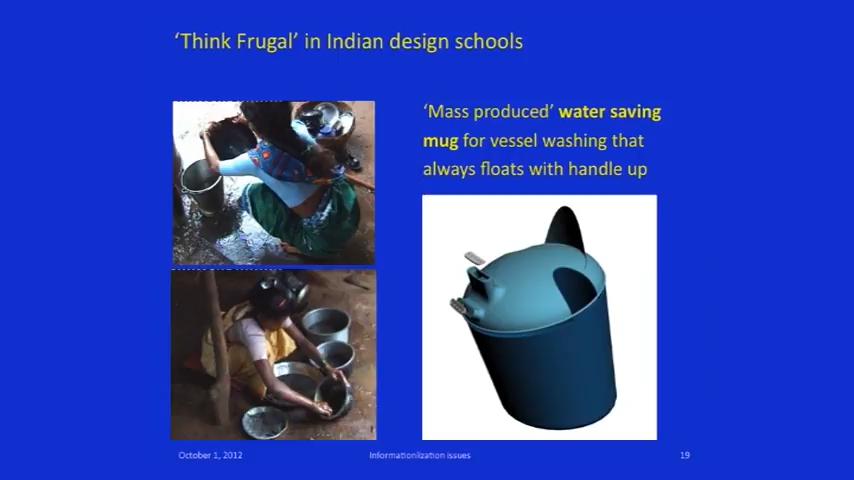 ‘Think Frugal’ in Indian design schools
‘Mass produced’ water saving
mug for vessel washing that
always floats with handle up
October 1, 2012
Informationlization issues
19